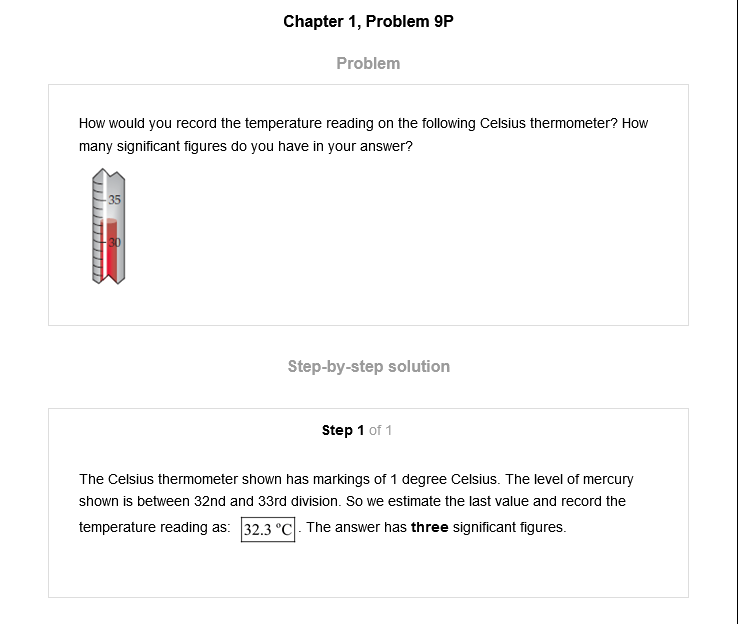 Chapter 1, Problem 9P
Problem
How would you record the temperature reading on the following Celsius thermometer? How
many significant figures do you have in your answer?
35
30
Step-by-step solution
Step 1 of 1
The Celsius thermometer shown has markings of 1 degree Celsius. The level of mercury
shown is between 32nd and 33rd division. So we estimate the last value and record the
temperature reading as: 32.3 °C . The answer has three significant figures.